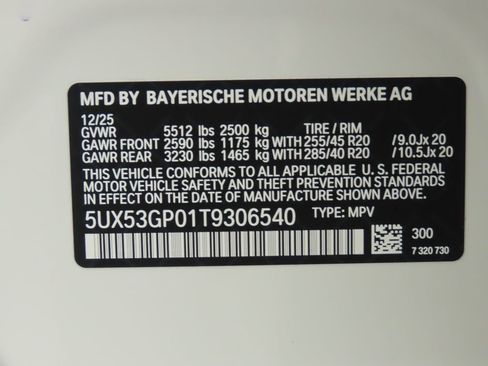 MFD BY BAYERISCHE MOTOREN WERKE AG
12/25
GVWR 5512 lbs 2500 kg TIRE / RIM
GAWR FRONT 2590 lbs 1175 kg WITH 255/45 R20 /9.0Jx 20
GAWR REAR 3230 lbs 1465 kg WITH 285/40 R20 /10.5Jx 20
THIS VEHICLE CONFORMS TO ALL APPLICABLE U. S. FEDERAL
MOTOR VEHICLE SAFETY, BUMPER, AND THEFT PREVENTION
STANDARDS IN EFFECT ON THE DATE OF MANUFACTURE SHOWN ABOVE.
5UX53GP01T9306540 TYPE: MPV
300
7 320 730